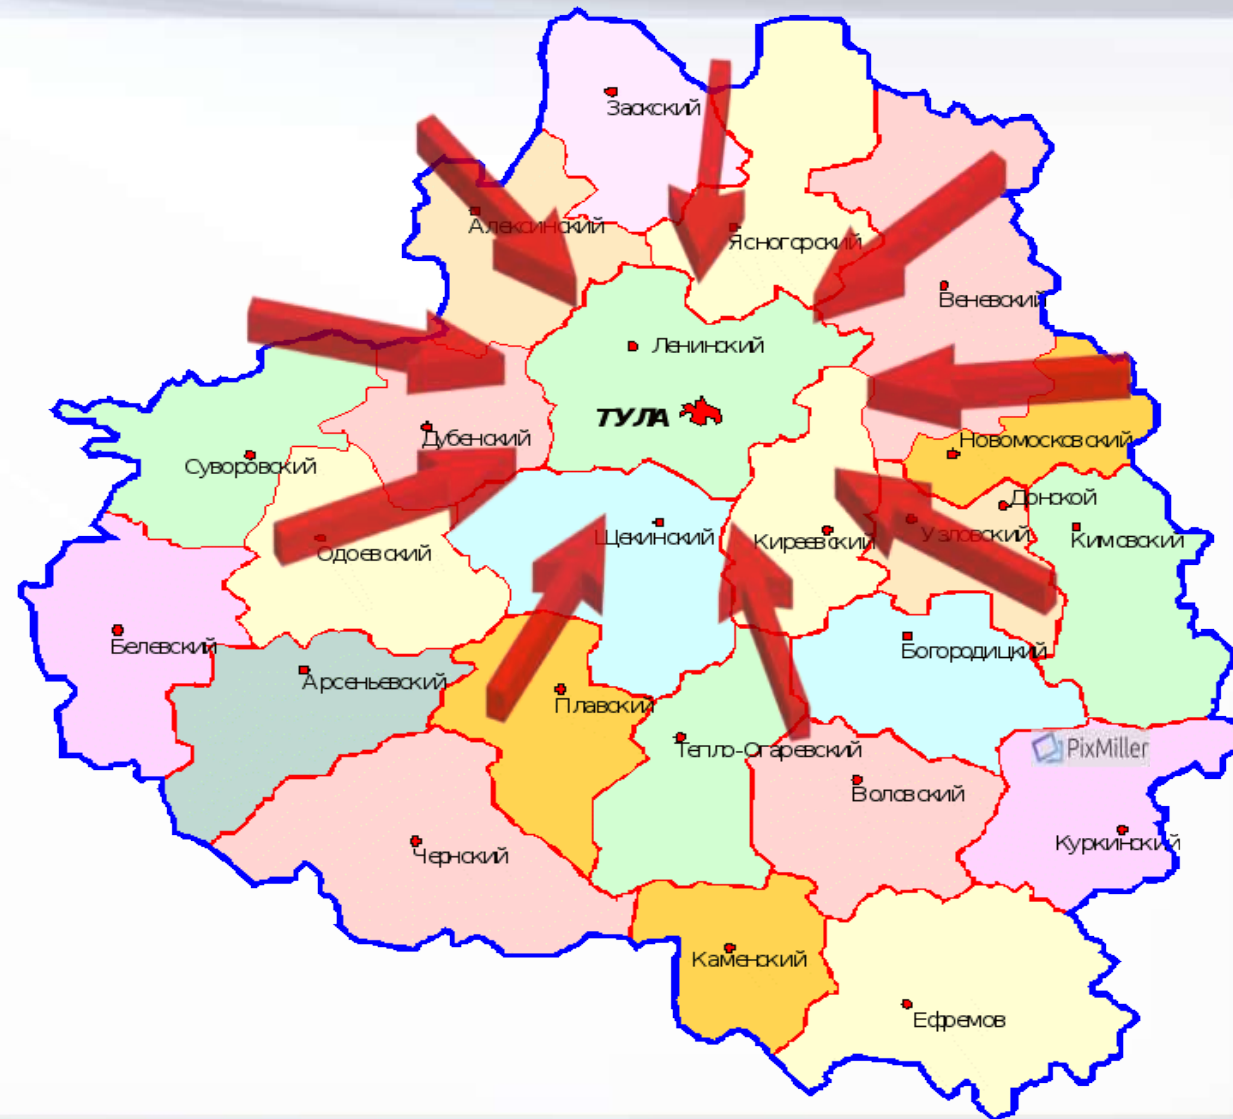 Заокский
Алексинский
Ясногорский
Веневский
Ленинский
ТУЛА
Дубенский
Новомосковский
Суворовский
Донской
Щекинский
Киреевский
Узловский
Кимовский
Одоевский
Белевский
Богородицкий
Арсеньевский
Плавский
Тепло-Огаревский
PixMiller
Воловский
Чернский
Куркинский
Каменский
Ефремов